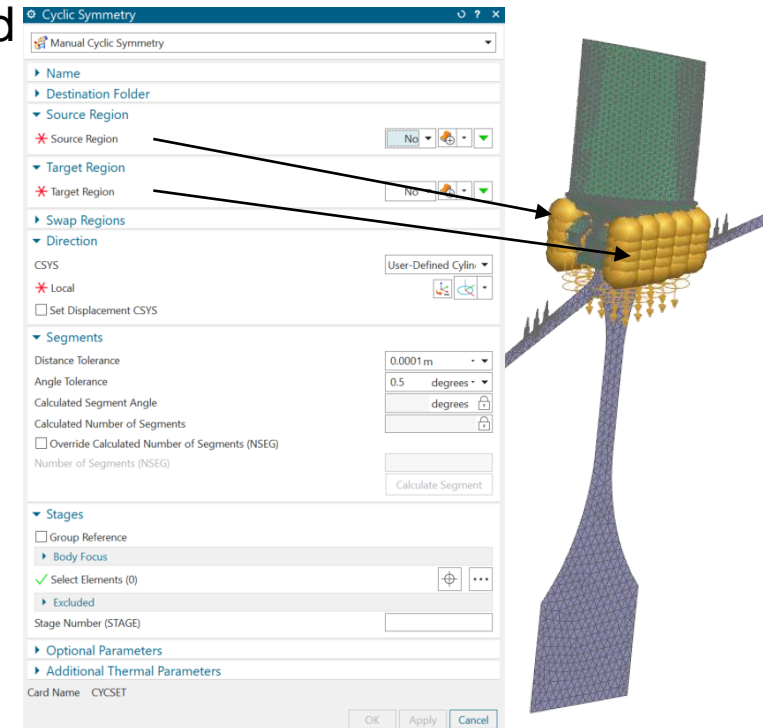 d
Cyclic Symmetry
Manual Cyclic Symmetry
Name
Destination Folder
Source Region
Source Region No
Target Region
Target Region No
Swap Regions
Direction
CSYS User-Defined Cylin
Local
Set Displacement CSYS
Segments
Distance Tolerance 0.0001 m
Angle Tolerance 0.5 degrees
Calculated Segment Angle degrees
Calculated Number of Segments
Override Calculated Number of Segments (NSEG)
Number of Segments (NSEG)
Calculate Segment
Stages
Group Reference
Body Focus
Select Elements (0)
Excluded
Stage Number (STAGE)
Optional Parameters
Additional Thermal Parameters
Card Name CYCSET
OK Apply Cancel